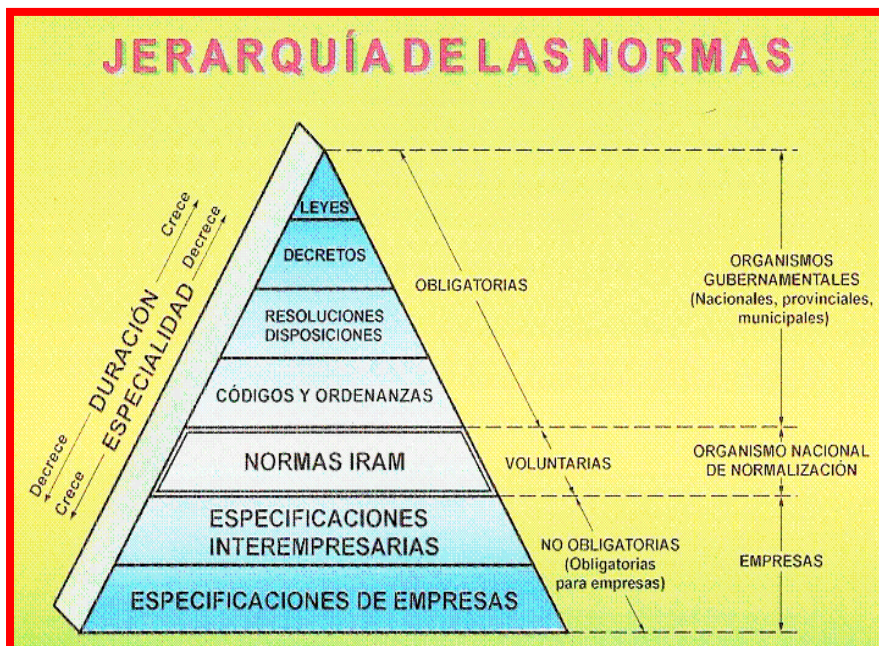 JERARQUÍA DE LAS NORMAS
Crece
DURACIÓN
Decrece
Decrece
ESPECIALIDAD
Crece
LEYES
DECRETOS
RESOLUCIONES
DISPOSICIONES
CÓDIGOS Y ORDENANZAS
NORMAS IRAM
ESPECIFICACIONES
INTEREMPRESARIAS
ESPECIFICACIONES DE EMPRESAS
OBLIGATORIAS
VOLUNTARIAS
NO OBLIGATORIAS
(Obligatorias
para empresas)
ORGANISMOS
GUBERNAMENTALES
(Nacionales, provinciales,
municipales)
ORGANISMO NACIONAL
DE NORMALIZACIÓN
EMPRESAS